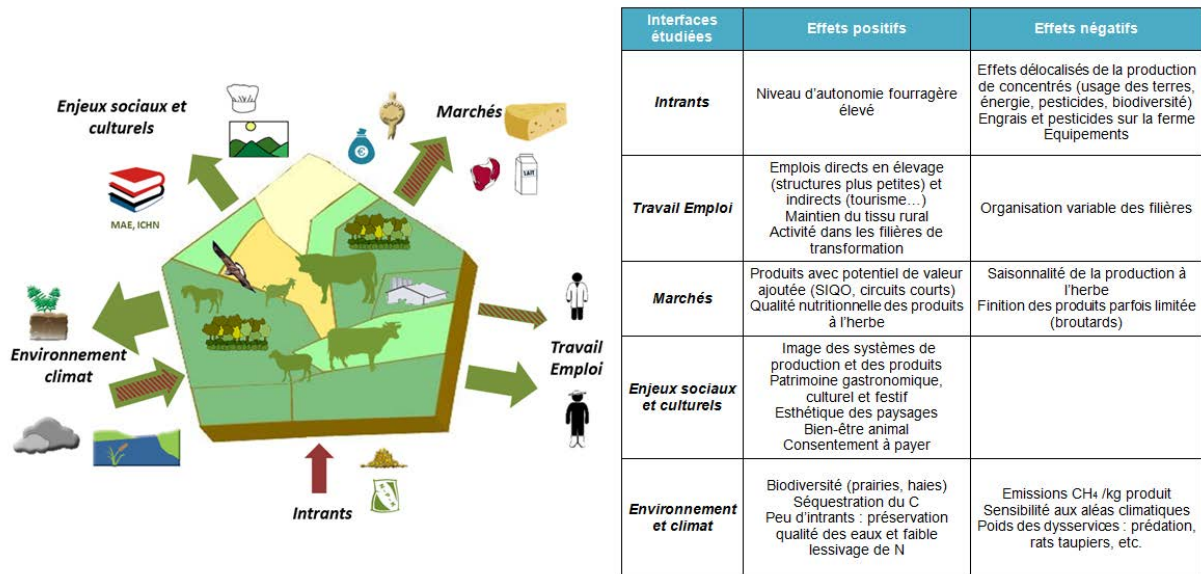 Enjeux sociaux et
culturels
Marchés
QUALITÉ
€
LAIT
MAE, ICHN
Environnement
climat
Travail
Emploi
Intrants
Interfaces
étudiées
Effets positifs
Effets négatifs
Intrants
Niveau d'autonomie fourragère
élevé
Effets délocalisés de la production
de concentrés (usage des terres,
énergie, pesticides, biodiversité)
Engrais et pesticides sur la ferme
Equipements
Travail Emploi
Emplois directs en élevage
(structures plus petites) et
indirects (tourisme…)
Maintien du tissu rural
Activité dans les filières de
transformation
Organisation variable des filières
Marchés
Produits avec potentiel de valeur
ajoutée (SIQO, circuits courts)
Qualité nutritionnelle des produits
à l'herbe
Saisonnalité de la production à
l'herbe
Finition des produits parfois limitée
(broutards)
Enjeux sociaux
et culturels
Image des systèmes de
production et des produits
Patrimoine gastronomique,
culturel et festif
Esthétique des paysages
Bien-être animal
Consentement à payer
Environnement
et climat
Biodiversité (prairies, haies)
Séquestration du C
Peu d'intrants : préservation
qualité des eaux et faible
lessivage de N
Emissions CH₄ /kg produit
Sensibilité aux aléas climatiques
Poids des dysservices : prédation,
rats taupiers, etc.